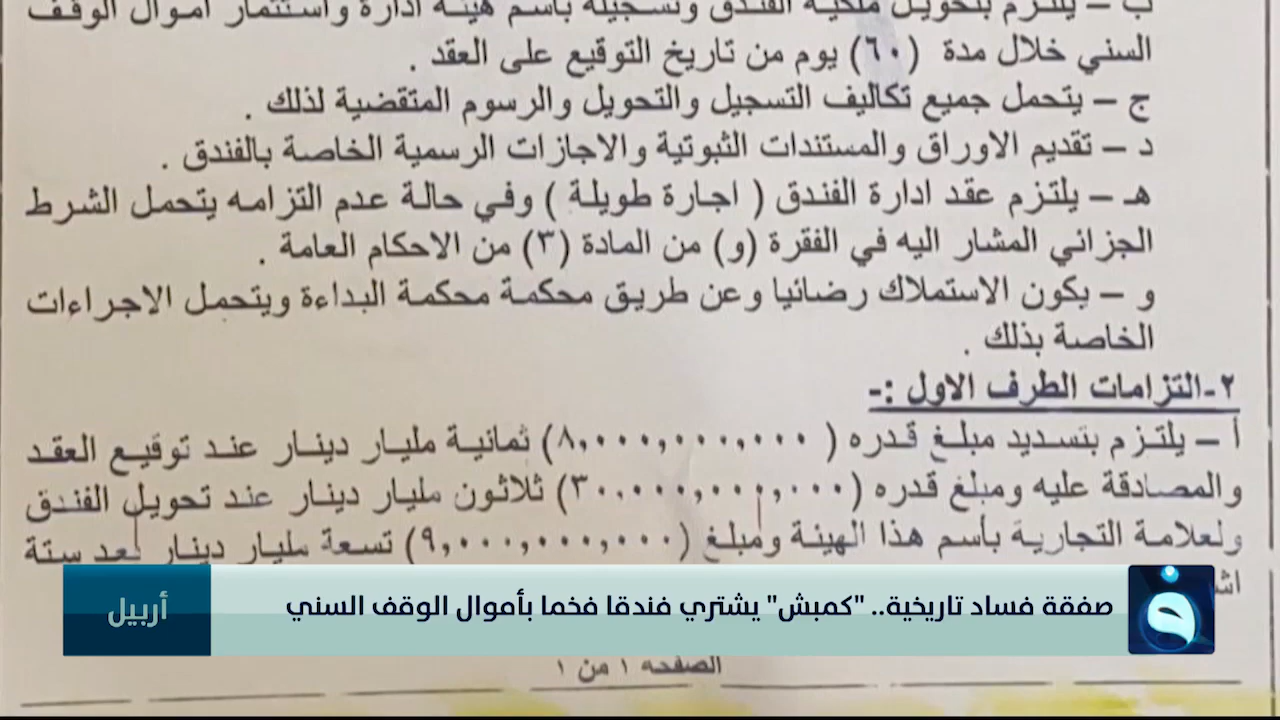 ب – يلتزم بتحويل ملكية الفندق وتسجيله باسم هيئة ادارة واستثمار اموال الوقف
السني خلال مدة (٦٠) يوم من تاريخ التوقيع على العقد .
ج – يتحمل جميع تكاليف التسجيل والتحويل والرسوم المتقضية لذلك .
د – تقديم الاوراق والمستندات الثبوتية والاجازات الرسمية الخاصة بالفندق .
هـ – يلتزم عقد ادارة الفندق ( اجارة طويلة ) وفي حالة عدم التزامه يتحمل الشرط
الجزائي المشار اليه في الفقرة (و) من المادة (٣) من الاحكام العامة .
و – يكون الاستملاك رضائيا وعن طريق محكمة محكمة البداءة ويتحمل الاجراءات
الخاصة بذلك .
٢-التزامات الطرف الاول :-
أ – يلتزم بتسديد مبلغ قدره ( ٨,٠٠٠,٠٠٠,٠٠٠) ثمانية مليار دينار عند توقيع العقد
والمصادقة عليه ومبلغ قدره (٣٠,٠٠٠,٠٠٠,٠٠٠) ثلاثون مليار دينار عند تحويل الفندق
ولعلامة التجارية بأسم هذا الهيئة ومبلغ (٩,٠٠٠,٠٠٠,٠٠٠) تسعة مليار دينار بعد ستة
صفقة فساد تاريخية.. "كمبش" يشتري فندقا فخما بأموال الوقف السني
أربيل
الصفحه ١ من ١